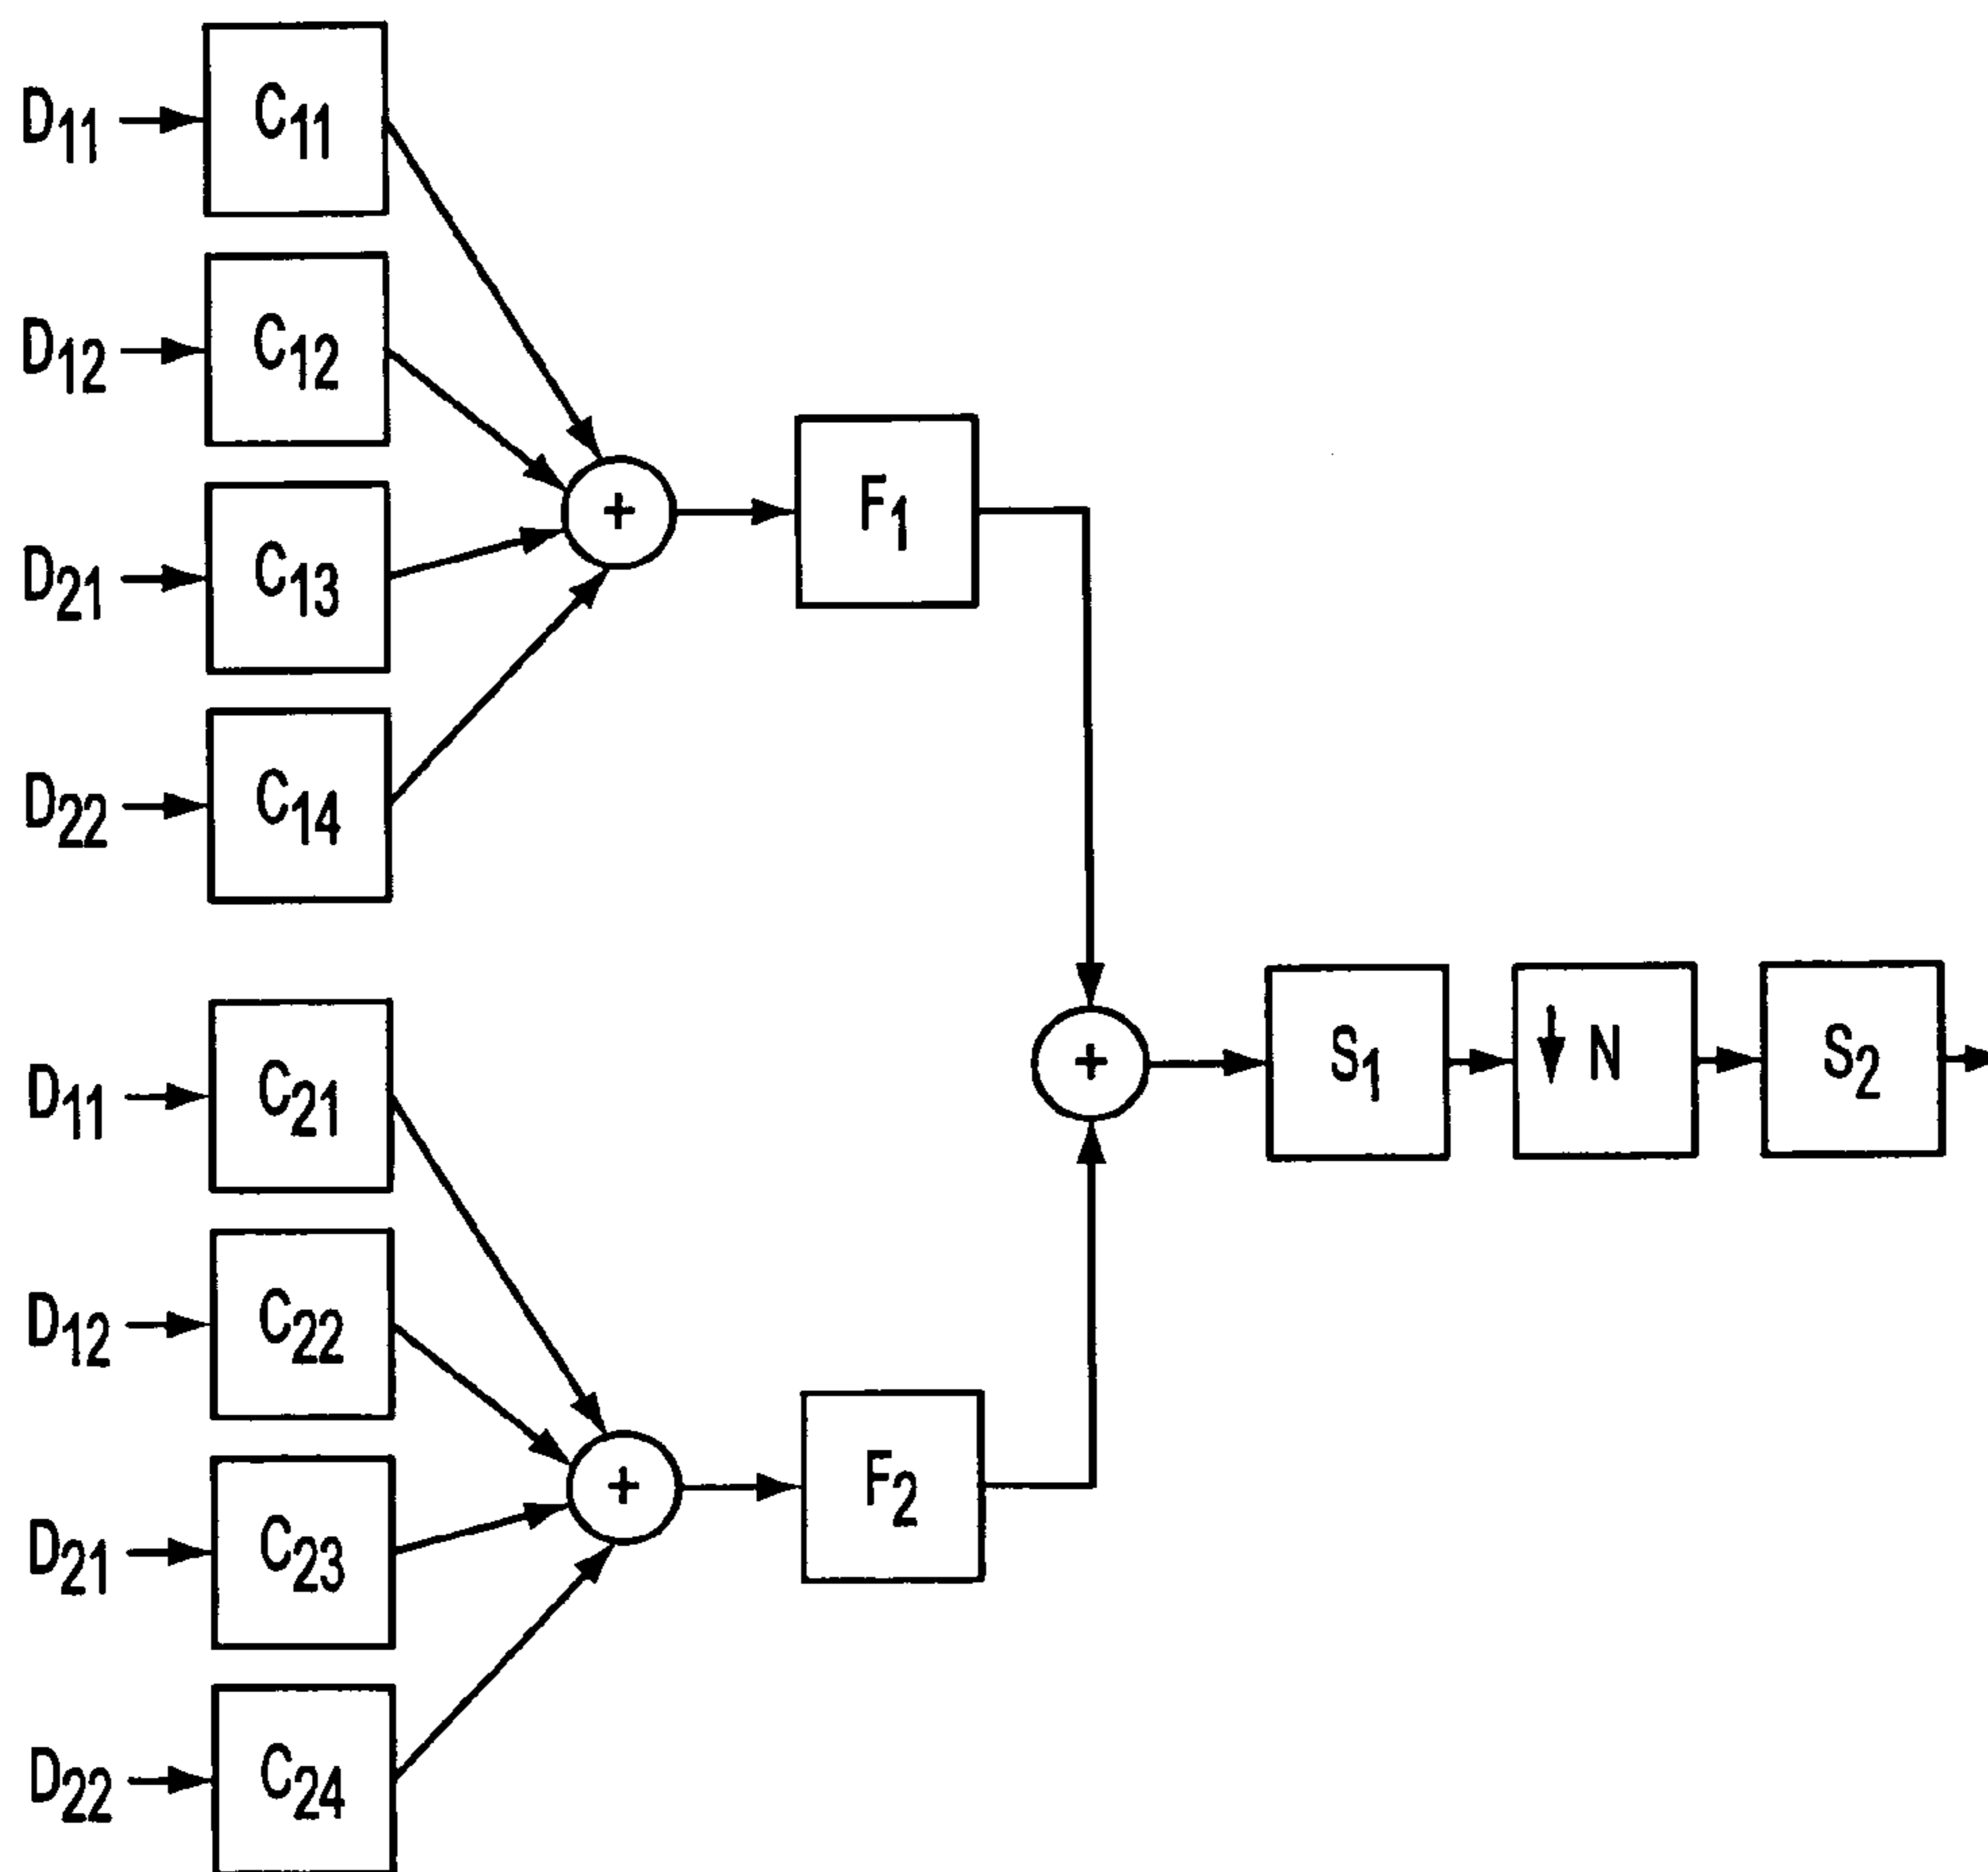 D11 C11
D12 C12
D21 C13
D22 C14
+ F1
D11 C21
D12 C22
D21 C23
D22 C24
+ F2
+ S1 ↓ N S2